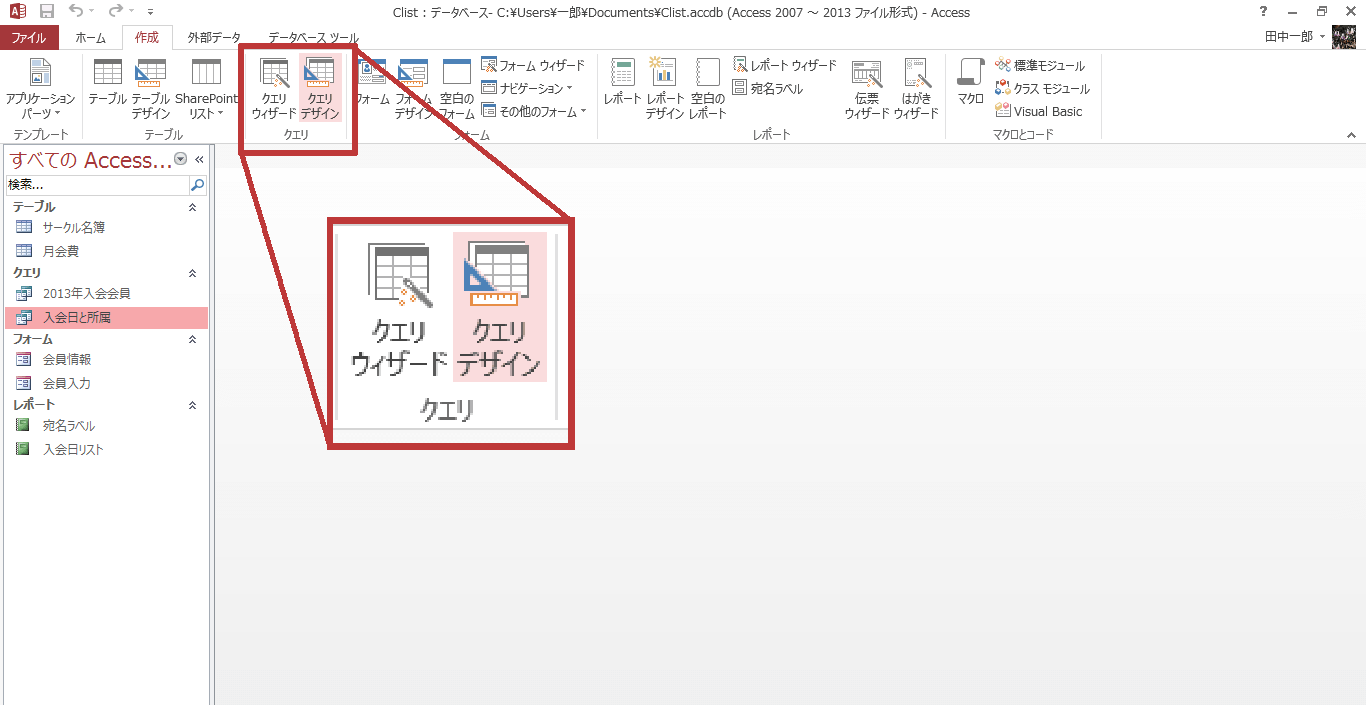 Clist : データベース- C:¥Users¥一郎¥Documents¥Clist.accdb (Access 2007 ～ 2013 ファイル形式) - Access
?
ファイル ホーム 作成 外部データ データベース ツール
田中一郎
アプリケーション
パーツ
テンプレート
テーブル
テーブル
デザイン
SharePoint
リスト
テーブル
クエリ
ウィザード
クエリ
デザイン
クエリ
フォーム
フォーム
デザイン
空白の
フォーム
フォーム ウィザード
ナビゲーション
その他のフォーム
フォーム
レポート
レポート
デザイン
空白の
レポート
レポート ウィザード
宛名ラベル
伝票
ウィザード
はがき
ウィザード
レポート
マクロ
標準モジュール
クラス モジュール
Visual Basic
マクロとコード
すべての Access...
検索...
テーブル
サークル名簿
月会費
クエリ
2013年入会会員
入会日と所属
フォーム
会員情報
会員入力
レポート
宛名ラベル
入会日リスト
クエリ
ウィザード
クエリ
デザイン
クエリ